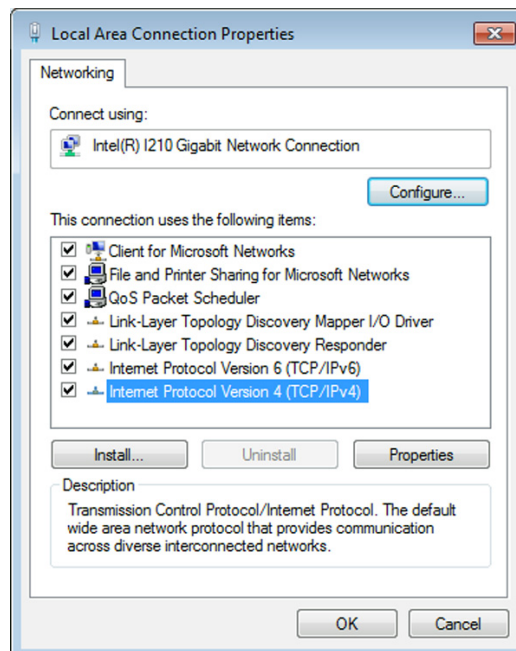 Local Area Connection Properties
Networking
Connect using:
Intel(R) I210 Gigabit Network Connection
Configure...
This connection uses the following items:
Client for Microsoft Networks
File and Printer Sharing for Microsoft Networks
QoS Packet Scheduler
Link-Layer Topology Discovery Mapper I/O Driver
Link-Layer Topology Discovery Responder
Internet Protocol Version 6 (TCP/IPv6)
Internet Protocol Version 4 (TCP/IPv4)
Install...
Uninstall
Properties
Description
Transmission Control Protocol/Internet Protocol. The default
wide area network protocol that provides communication
across diverse interconnected networks.
OK
Cancel